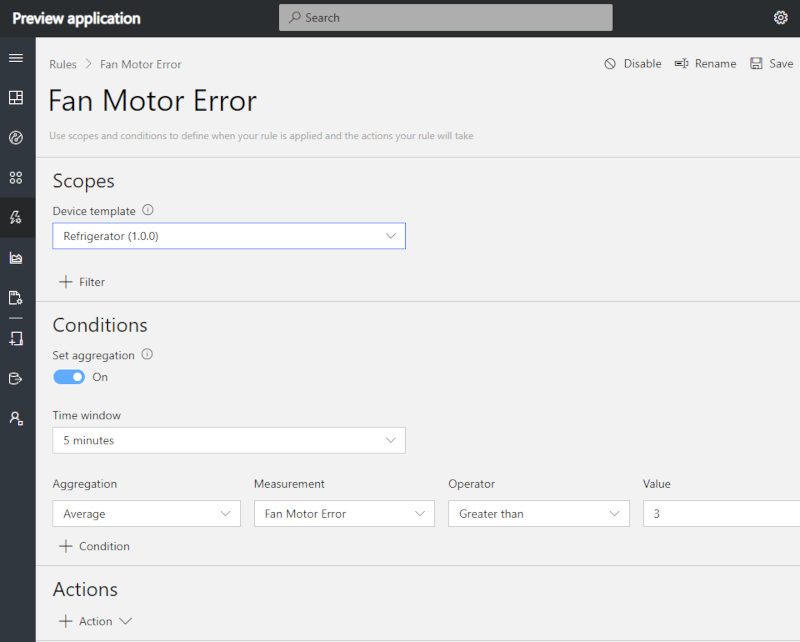 Preview application
Search
Rules > Fan Motor Error
Disable
Rename
Save
Fan Motor Error
Use scopes and conditions to define when your rule is applied and the actions your rule will take
Scopes
Device template
Refrigerator (1.0.0)
Filter
Conditions
Set aggregation
On
Time window
5 minutes
Aggregation Measurement Operator Value
Average Fan Motor Error Greater than 3
Condition
Actions
Action